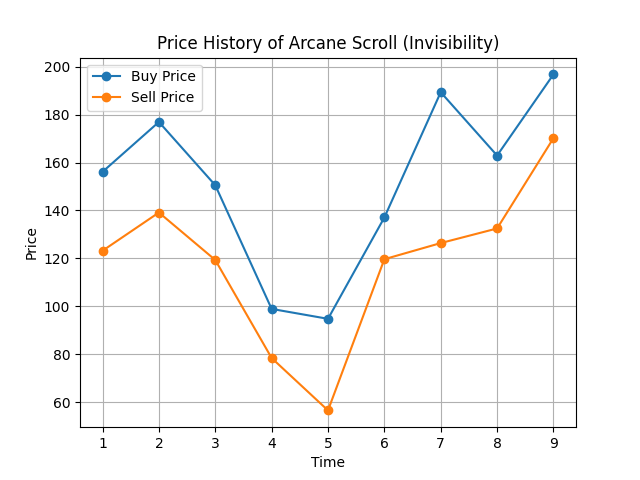 Price History of Arcane Scroll (Invisibility)
Buy Price
Sell Price
200
180
160
140
120
100
80
60
Price
1 2 3 4 5 6 7 8 9
Time